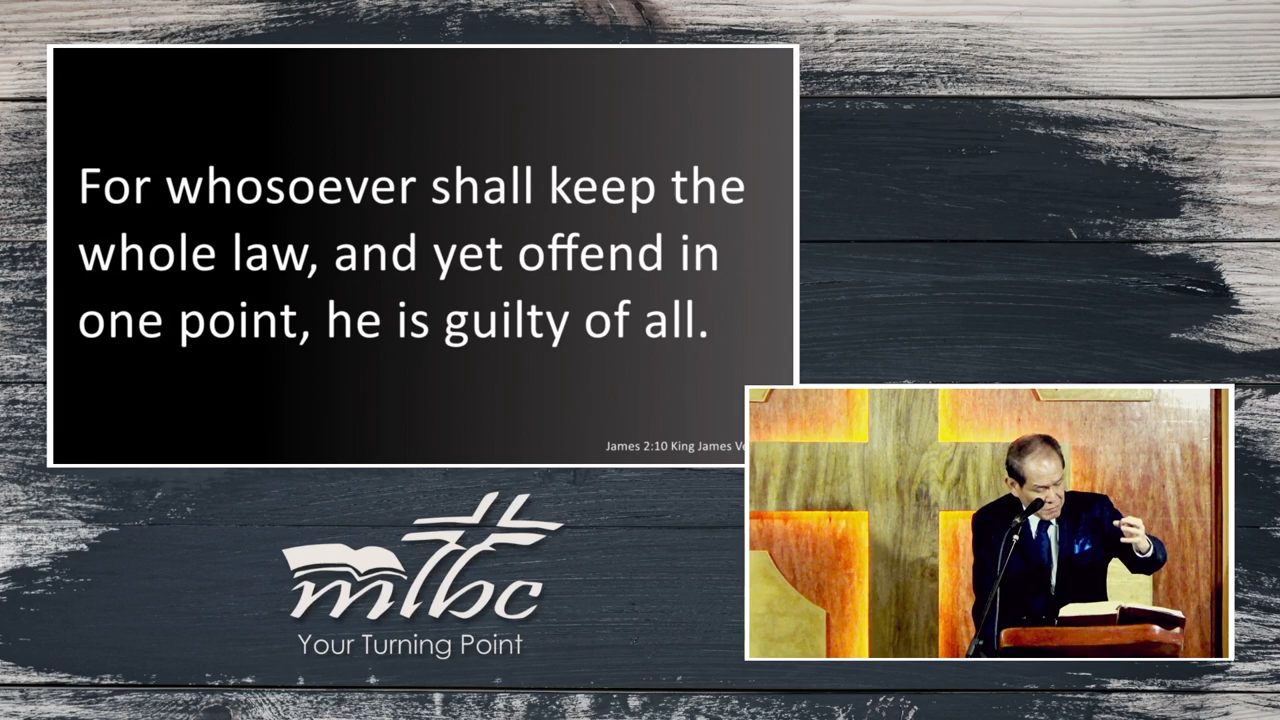 For whosoever shall keep the
whole law, and yet offend in
one point, he is guilty of all.
James 2:10 King James
mlbc
Your Turning Point